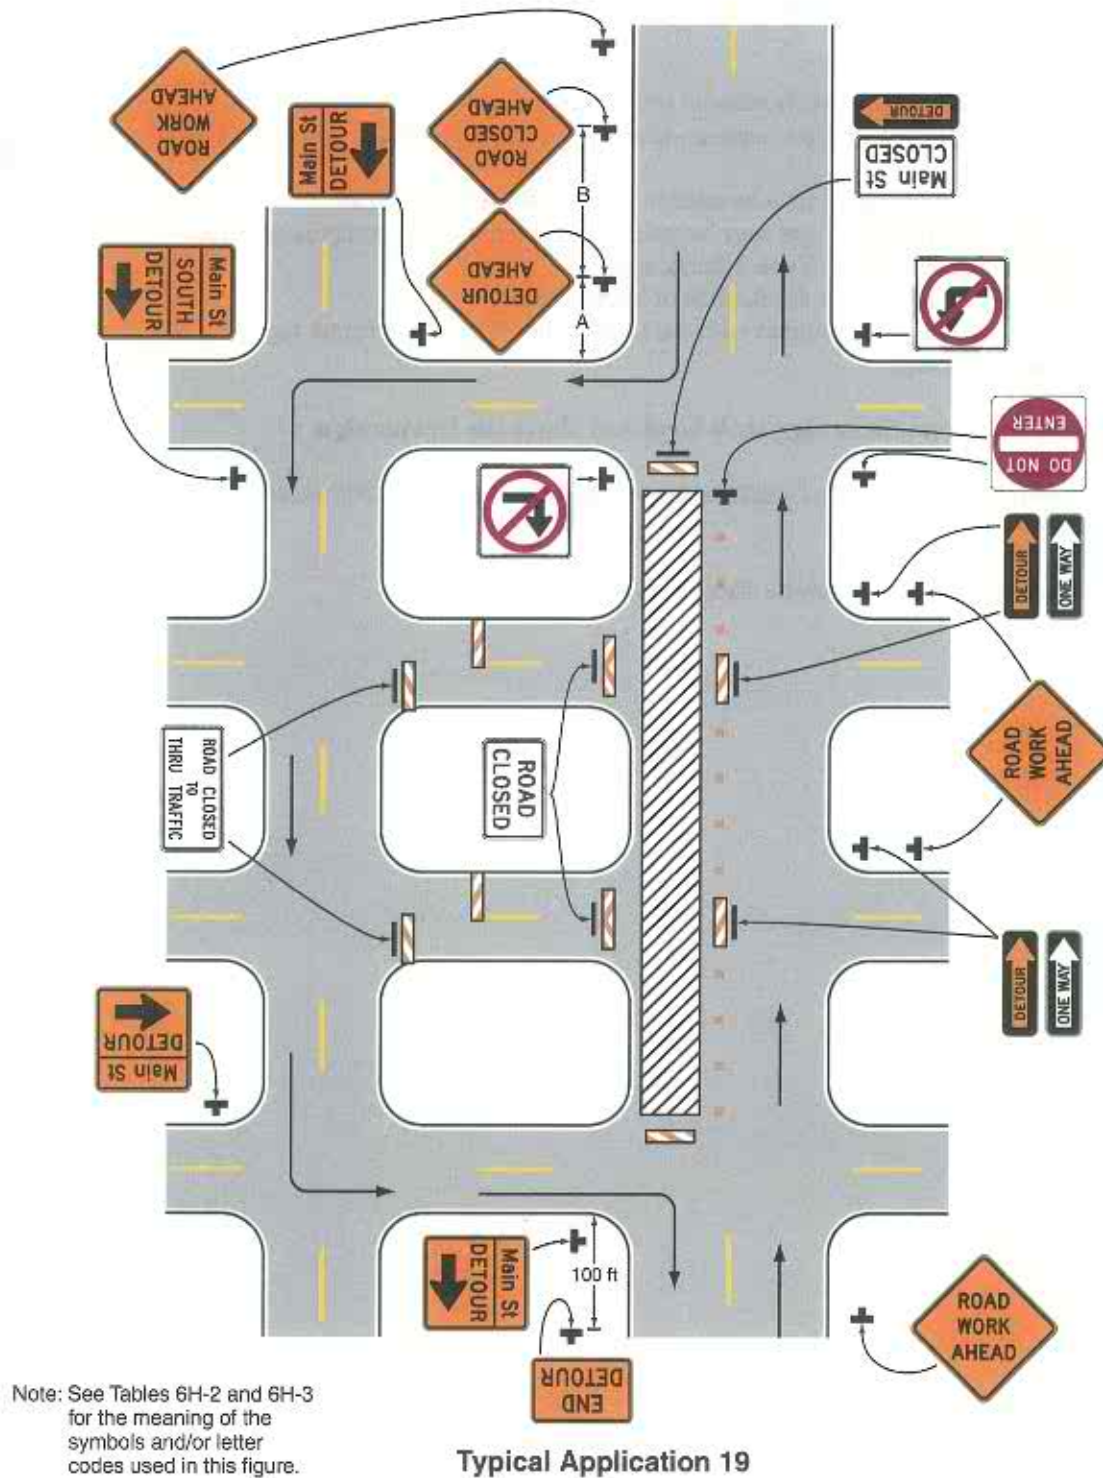 ROAD
WORK
AHEAD
Main St
DETOUR
ROAD
CLOSED
AHEAD
B
DETOUR
AHEAD
A
DETOUR
Main St
CLOSED
Main St
SOUTH
DETOUR
DO NOT
ENTER
DETOUR
ONE WAY
ROAD CLOSED
TO
THRU TRAFFIC
ROAD
CLOSED
ROAD
WORK
AHEAD
DETOUR
ONE WAY
Main St
DETOUR
Main St
DETOUR
100 ft
END
DETOUR
ROAD
WORK
AHEAD
Note: See Tables 6H-2 and 6H-3
for the meaning of the
symbols and/or letter
codes used in this figure.
Typical Application 19